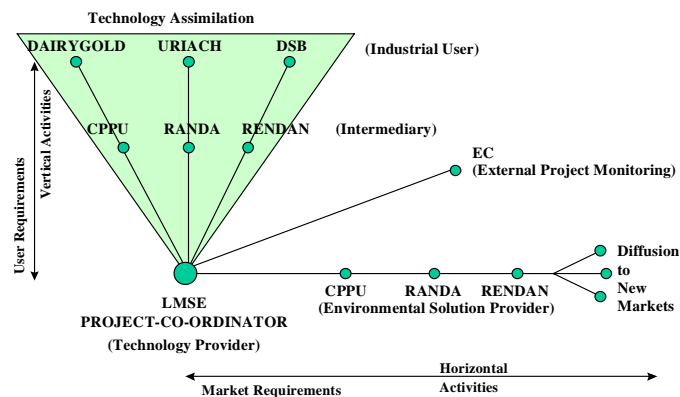 Technology Assimilation
DAIRYGOLD URIACH DSB (Industrial User)
CPPU RANDA RENDAN (Intermediary)
User Requirements
Vertical Activities
EC
(External Project Monitoring)
Diffusion
to
New
Markets
CPPU RANDA RENDAN
(Environmental Solution Provider)
LMSE
PROJECT-CO-ORDINATOR
(Technology Provider)
Horizontal
Market Requirements Activities